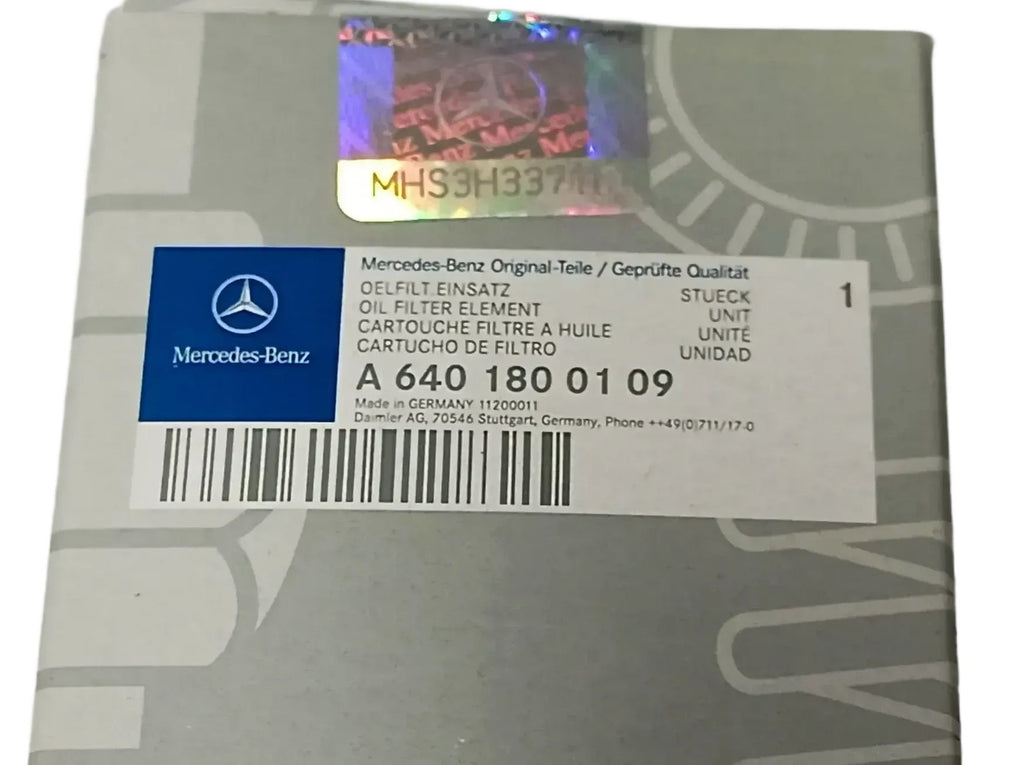 Mercedes-Benz
Mercedes-Benz Original-Teile / Geprüfte Qualität
OELFILT.EINSATZ STUECK 1
OIL FILTER ELEMENT UNIT
CARTOUCHE FILTRE A HUILE UNITÉ
CARTUCHO DE FILTRO UNIDAD
A 640 180 01 09
Made in GERMANY 11200011
Daimler AG, 70546 Stuttgart, Germany, Phone ++49(0)711/17-0